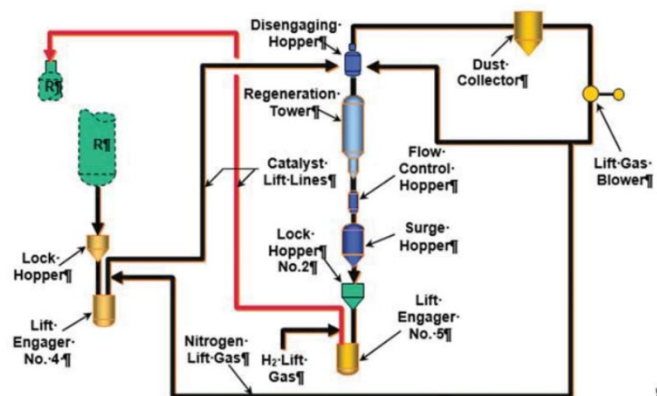 Disengaging·
Hopper¶
Dust·
Collector¶
R¶
Regeneration·
Tower¶
R¶
Flow·
Control·
Hopper¶
Lift·Gas·
Blower¶
Catalyst·
Lift·Lines¶
Surge·
Hopper¶
Lock·
Hopper¶
Lock·
Hopper¶
No.2¶
Lift·
Engager·
No.·4·¶
Nitrogen·
Lift·Gas¶
H₂·Lift·
Gas¶
Lift·
Engager·
No.·5¶